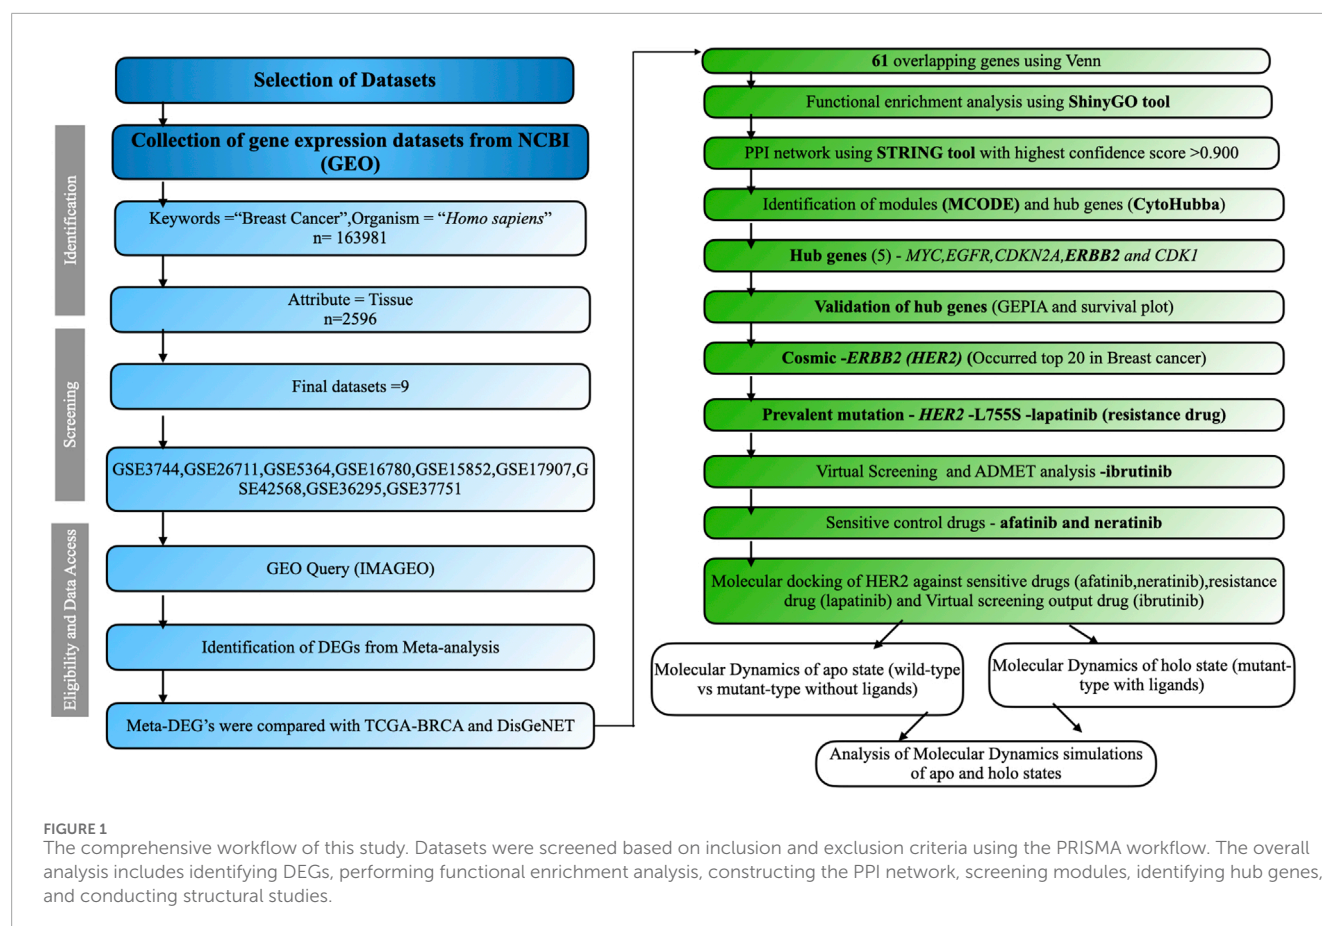 Selection of Datasets
Collection of gene expression datasets from NCBI
(GEO)
Keywords =“Breast Cancer”,Organism = “Homo sapiens”
n= 163981
Attribute = Tissue
n=2596
Final datasets =9
GSE3744,GSE26711,GSE5364,GSE16780,GSE15852,GSE17907,G
SE42568,GSE36295,GSE37751
GEO Query (IMAGEO)
Identification of DEGs from Meta-analysis
Meta-DEG’s were compared with TCGA-BRCA and DisGeNET
Identification
Screening
Eligibility and Data Access
61 overlapping genes using Venn
Functional enrichment analysis using ShinyGO tool
PPI network using STRING tool with highest confidence score >0.900
Identification of modules (MCODE) and hub genes (CytoHubba)
Hub genes (5) - MYC,EGFR,CDKN2A,ERBB2 and CDK1
Validation of hub genes (GEPIA and survival plot)
Cosmic -ERBB2 (HER2) (Occurred top 20 in Breast cancer)
Prevalent mutation - HER2 -L755S -lapatinib (resistance drug)
Virtual Screening and ADMET analysis -ibrutinib
Sensitive control drugs - afatinib and neratinib
Molecular docking of HER2 against sensitive drugs (afatinib,neratinib),resistance
drug (lapatinib) and Virtual screening output drug (ibrutinib)
Molecular Dynamics of apo state (wild-type
vs mutant-type without ligands)
Molecular Dynamics of holo state (mutant-
type with ligands)
Analysis of Molecular Dynamics simulations
of apo and holo states
FIGURE 1
The comprehensive workflow of this study. Datasets were screened based on inclusion and exclusion criteria using the PRISMA workflow. The overall
analysis includes identifying DEGs, performing functional enrichment analysis, constructing the PPI network, screening modules, identifying hub genes,
and conducting structural studies.